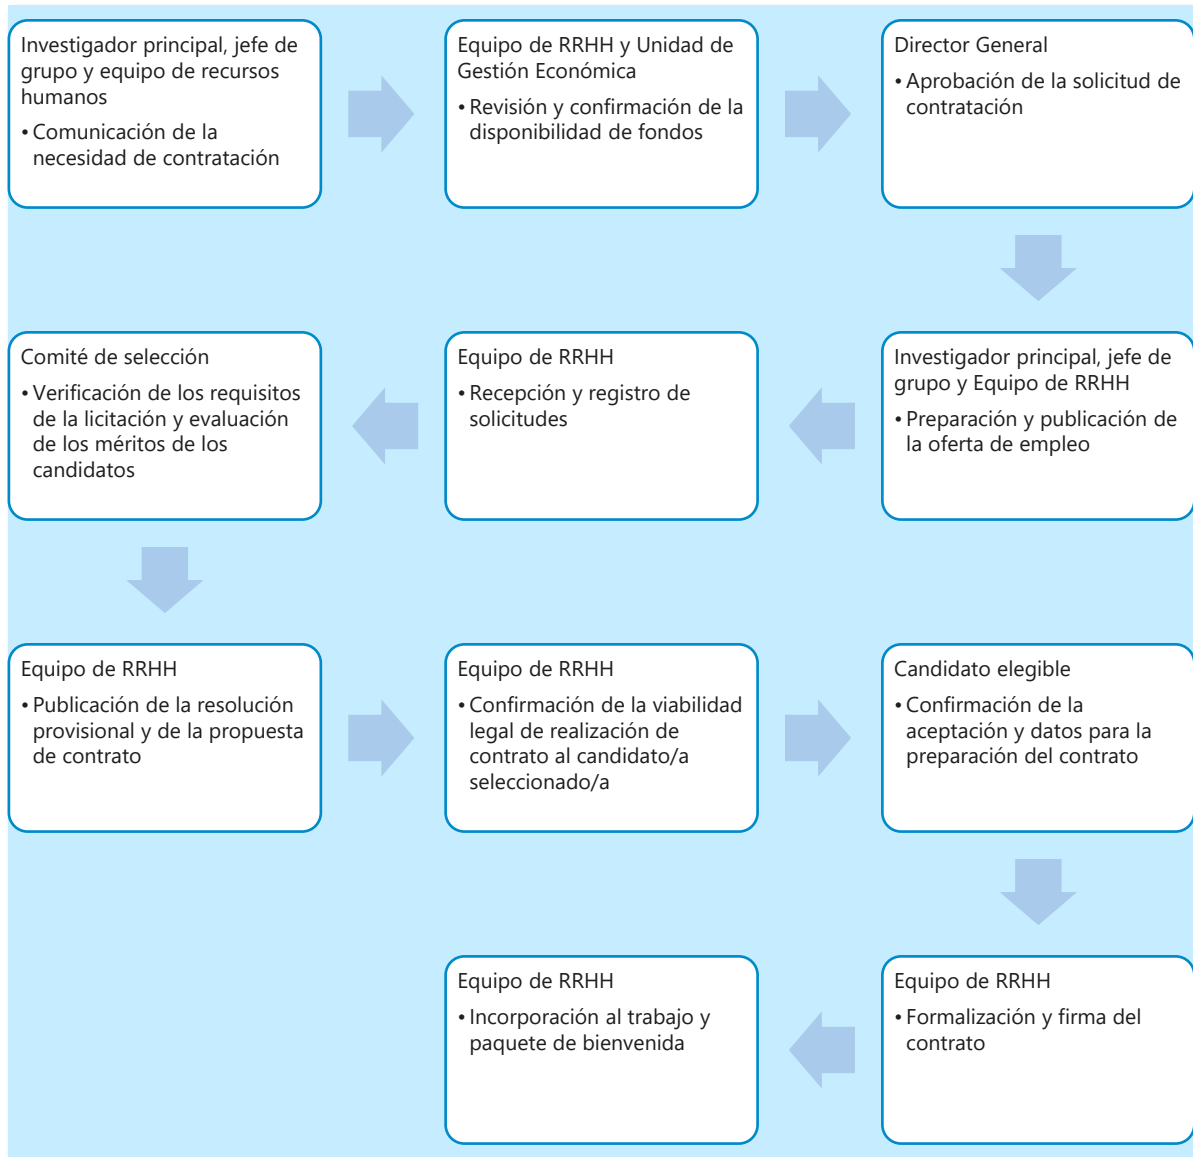 Investigador principal, jefe de
grupo y equipo de recursos
humanos
• Comunicación de la
necesidad de contratación
Equipo de RRHH y Unidad de
Gestión Económica
• Revisión y confirmación de la
disponibilidad de fondos
Director General
• Aprobación de la solicitud de
contratación
Investigador principal, jefe de
grupo y Equipo de RRHH
• Preparación y publicación de
la oferta de empleo
Equipo de RRHH
• Recepción y registro de
solicitudes
Comité de selección
• Verificación de los requisitos
de la licitación y evaluación
de los méritos de los
candidatos
Equipo de RRHH
• Publicación de la resolución
provisional y de la propuesta
de contrato
Equipo de RRHH
• Confirmación de la viabilidad
legal de realización de
contrato al candidato/a
seleccionado/a
Candidato elegible
• Confirmación de la
aceptación y datos para la
preparación del contrato
Equipo de RRHH
• Formalización y firma del
contrato
Equipo de RRHH
• Incorporación al trabajo y
paquete de bienvenida